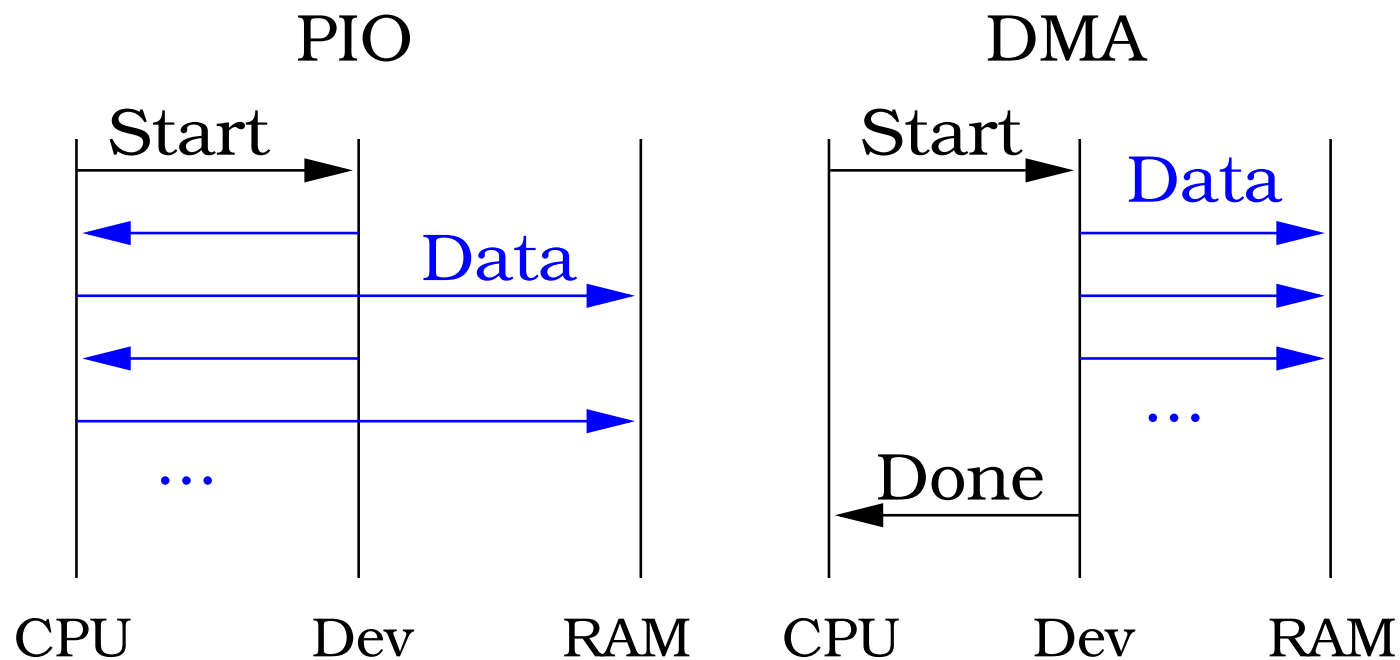 PIO
Start
Data
...
CPU Dev RAM
DMA
Start
Data
...
Done
CPU Dev RAM